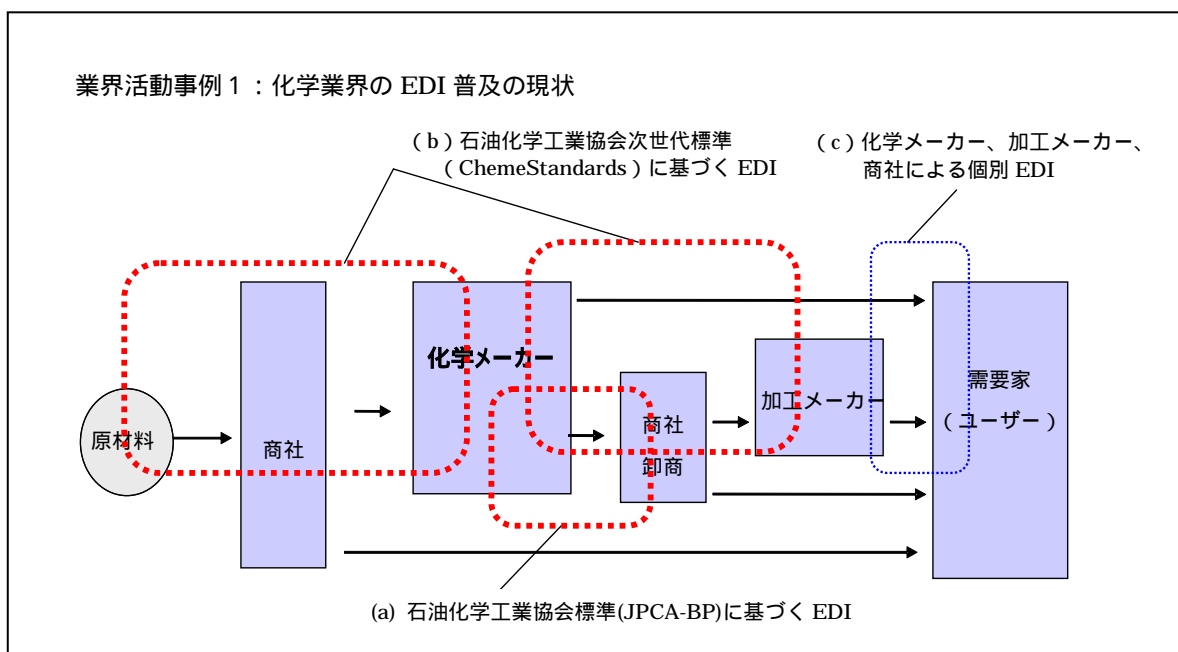 業界活動事例１：化学業界の EDI 普及の現状
（ｂ）石油化学工業協会次世代標準
（ChemeStandards）に基づく EDI
（ｃ）化学メーカー、加工メーカー、
商社による個別 EDI
原材料
商社
化学メーカー
商社
卸商
加工メーカー
需要家
（ユーザー）
(a) 石油化学工業協会標準(JPCA-BP)に基づく EDI